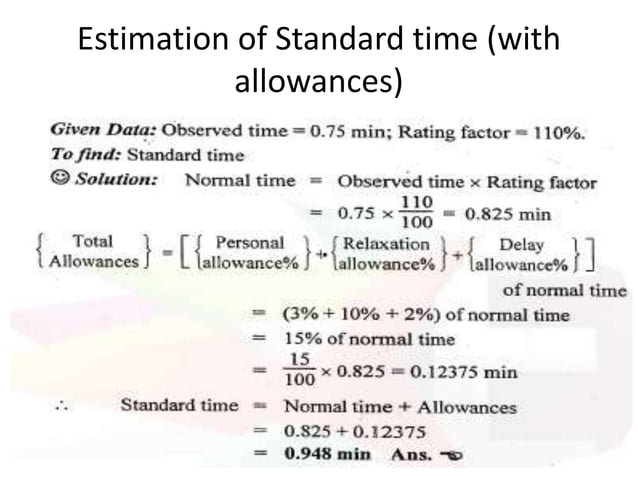 Estimation of Standard time (with
allowances)
Given Data: Observed time = 0.75 min; Rating factor = 110%.
To find: Standard time
☺ Solution: Normal time = Observed time × Rating factor
= 0.75 × 110/100 = 0.825 min
{Total Allowances} = [{Personal allowance%} + {Relaxation allowance%} + {Delay allowance%}]
of normal time
= (3% + 10% + 2%) of normal time
= 15% of normal time
= 15/100 × 0.825 = 0.12375 min
∴ Standard time = Normal time + Allowances
= 0.825 + 0.12375
= 0.948 min Ans. ☜